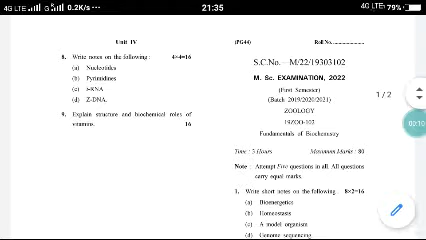 4G LTE G 0.2K/s ···
21:35
4G LTE 79%
Unit IV
8. Write notes on the following : 4×4=16
(a) Nucleotides
(b) Pyrimidines
(c) t-RNA
(d) Z-DNA.
9. Explain structure and biochemical roles of
vitamins. 16
(PG44) Roll No.......................
S.C.No.—M/22/19303102
M. Sc. EXAMINATION, 2022
(First Semester)
(Batch 2019/2020/2021)
ZOOLOGY
19ZOO-102
Fundamentals of Biochemistry
Time : 3 Hours Maximum Marks : 80
Note : Attempt Five questions in all. All questions
carry equal marks.
1. Write short notes on the following. 8×2=16
(a) Bioenergetics
(b) Homeostasis
(c) A model organism
(d) Genome sequencing
1 / 2
00:10